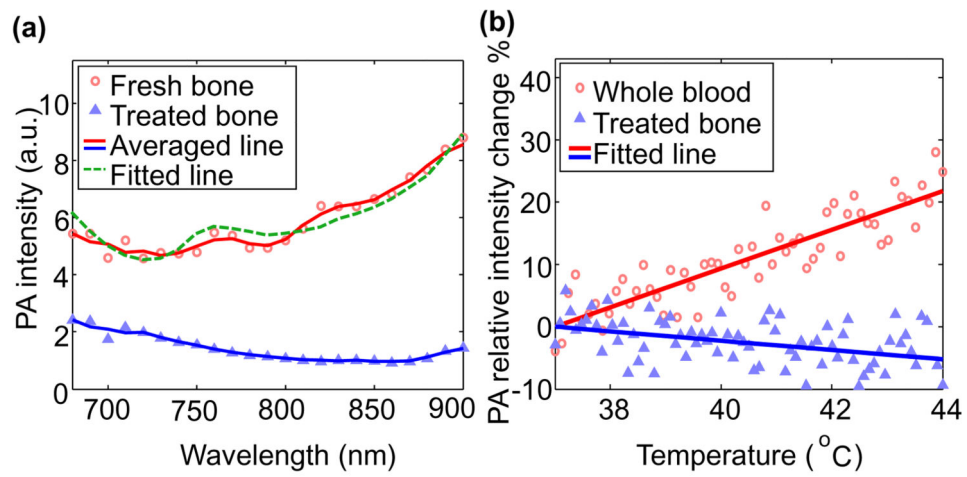 (a)
PA intensity (a.u.)
10
8
6
4
2
0
Fresh bone
Treated bone
Averaged line
Fitted line
700
750
800
850
900
Wavelength (nm)
(b)
PA relative intensity change %
40
30
20
10
0
-10
Whole blood
Treated bone
Fitted line
38
40
42
44
Temperature (°C)